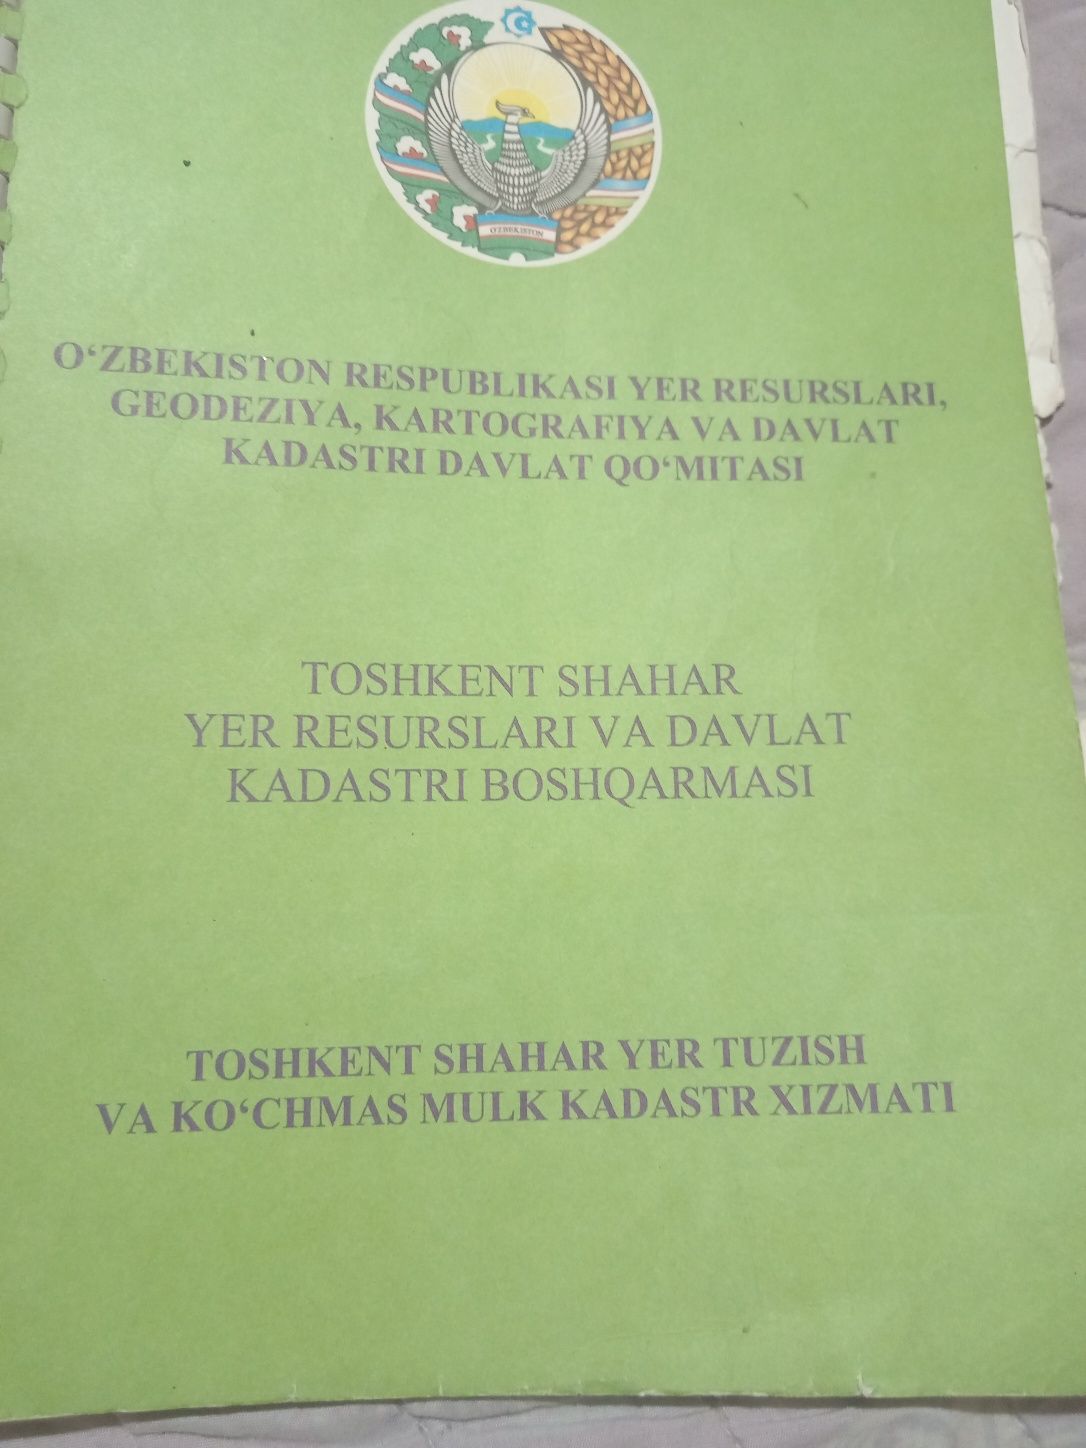 O'ZBEKISTON
O‘ZBEKISTON RESPUBLIKASI YER RESURSLARI,
GEODEZIYA, KARTOGRAFIYA VA DAVLAT
KADASTRI DAVLAT QO‘MITASI
TOSHKENT SHAHAR
YER RESURSLARI VA DAVLAT
KADASTRI BOSHQARMASI
TOSHKENT SHAHAR YER TUZISH
VA KO‘CHMAS MULK KADASTR XIZMATI